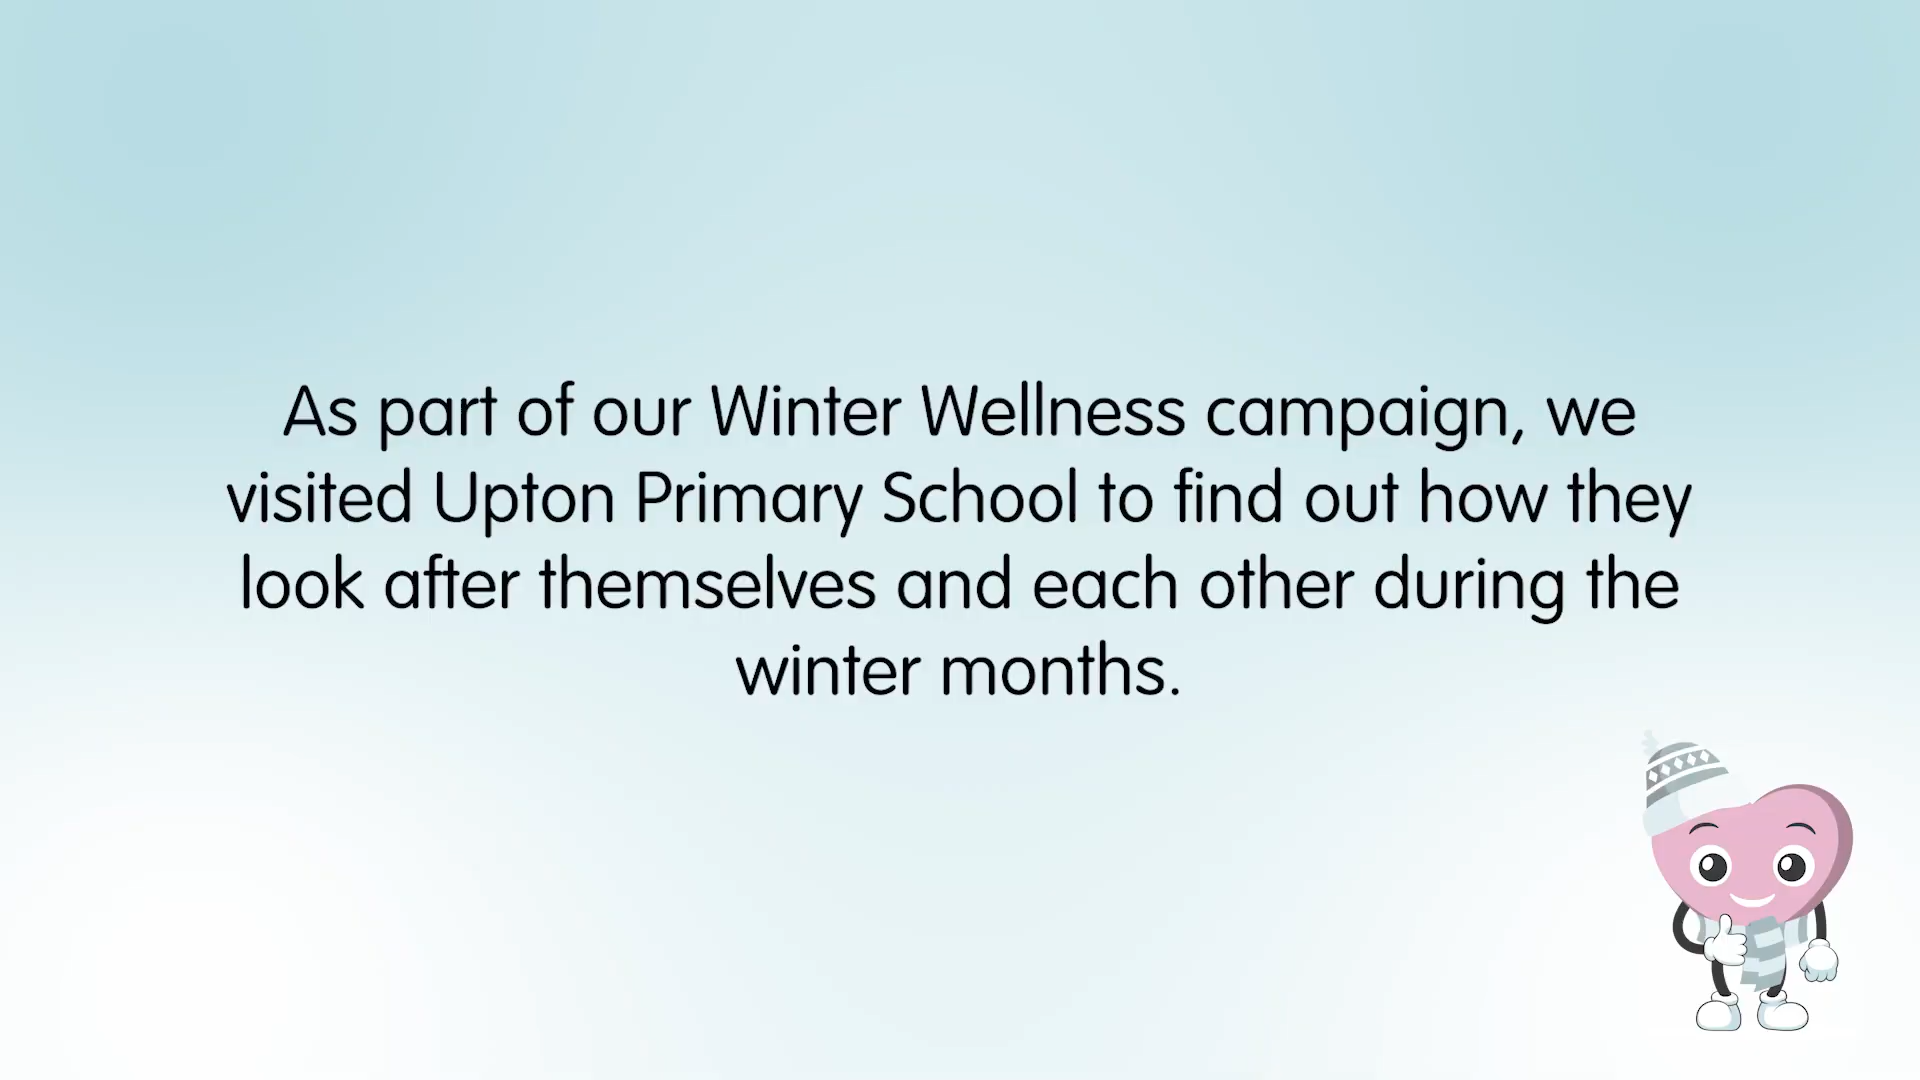 As part of our Winter Wellness campaign, we
visited Upton Primary School to find out how they
look after themselves and each other during the
winter months.